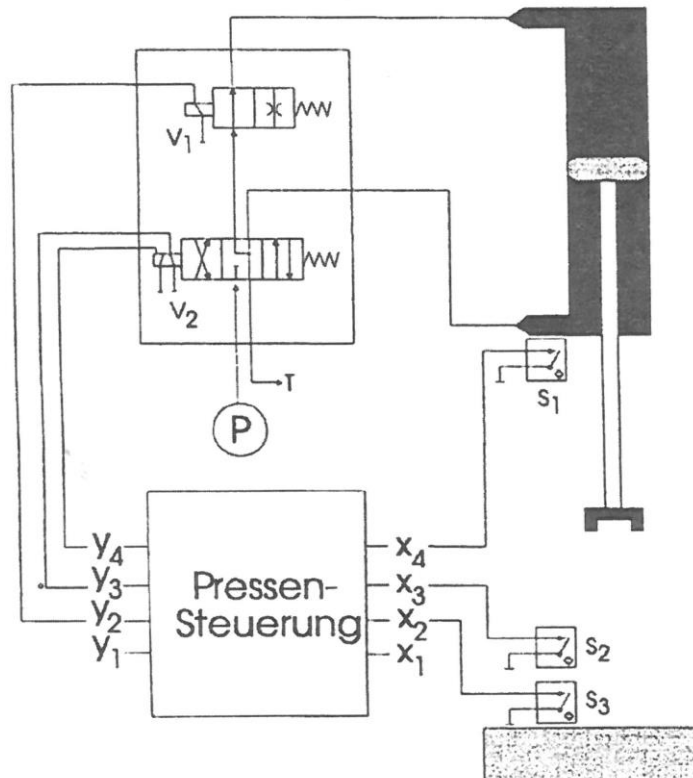 V1
V2
T
P
S1
y4
x4
y3
x3
Pressen-
Steuerung
y2
x2
y1
x1
S2
S3